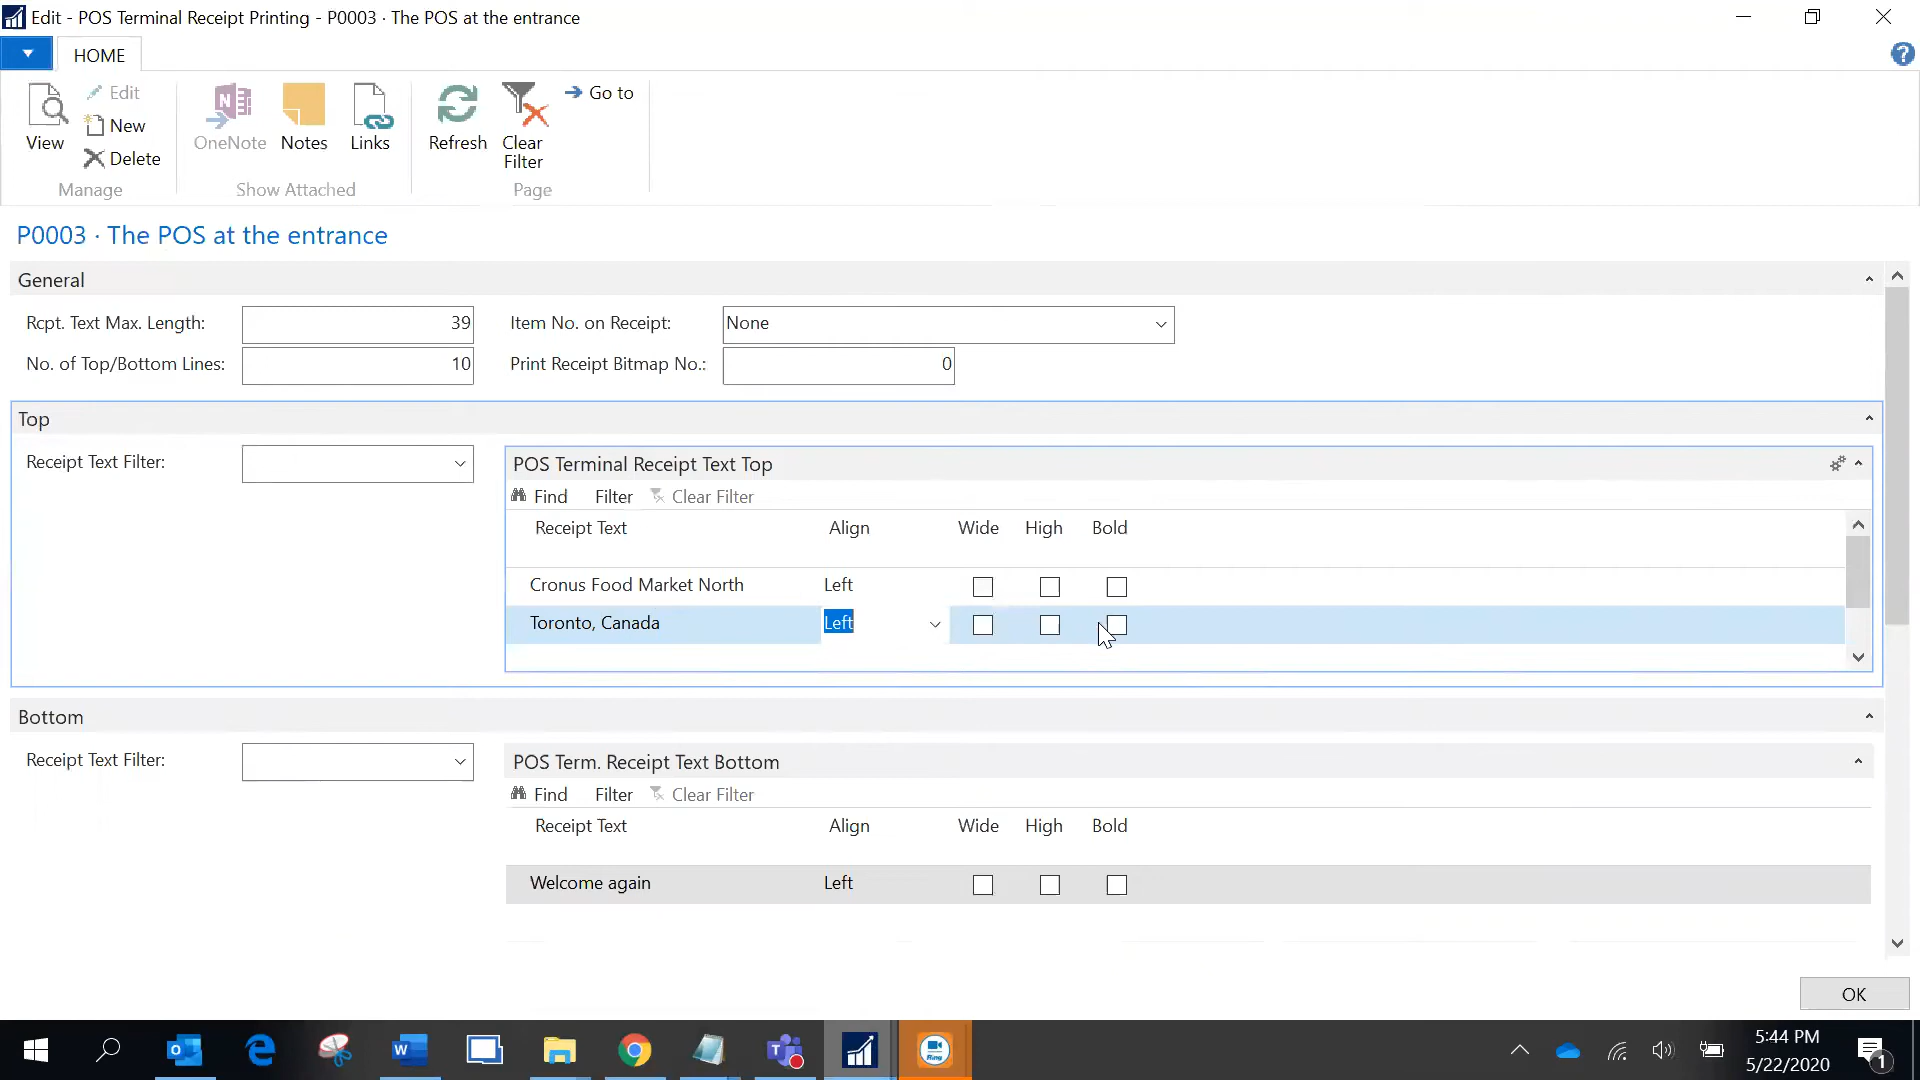 Edit - POS Terminal Receipt Printing - P0003 · The POS at the entrance
HOME
View
Edit
New
Delete
Manage
OneNote
Notes
Links
Show Attached
Refresh
Clear Filter
Go to
Page
P0003 · The POS at the entrance
General
Rcpt. Text Max. Length: 39 Item No. on Receipt: None
No. of Top/Bottom Lines: 10 Print Receipt Bitmap No.: 0
Top
Receipt Text Filter:
POS Terminal Receipt Text Top
Find Filter Clear Filter
Receipt Text Align Wide High Bold
Cronus Food Market North Left
Toronto, Canada Left
Bottom
Receipt Text Filter:
POS Term. Receipt Text Bottom
Find Filter Clear Filter
Receipt Text Align Wide High Bold
Welcome again Left
OK
5:44 PM
5/22/2020
1